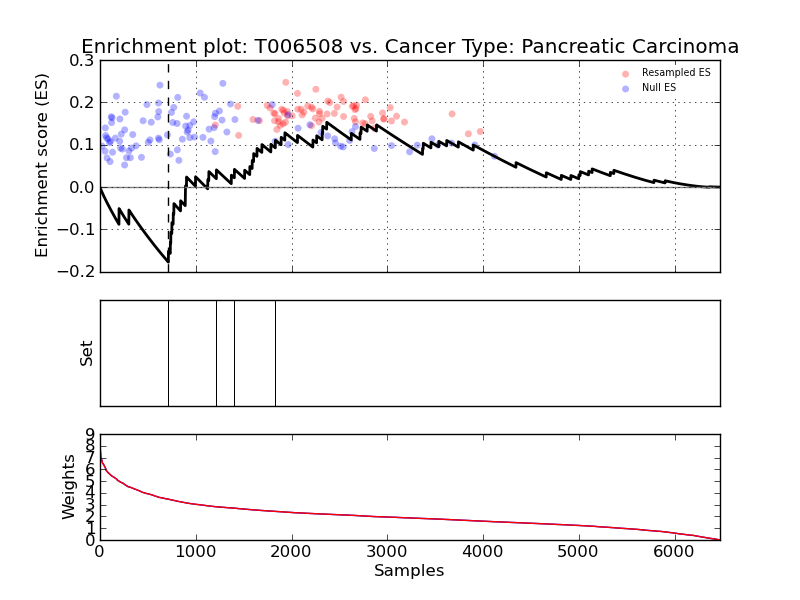 Enrichment plot: T006508 vs. Cancer Type: Pancreatic Carcinoma
Enrichment score (ES)
0.3
0.2
0.1
0.0
−0.1
−0.2
Resampled ES
Null ES
Set
Weights
9
8
7
6
5
4
3
2
1
0
0 1000 2000 3000 4000 5000 6000
Samples